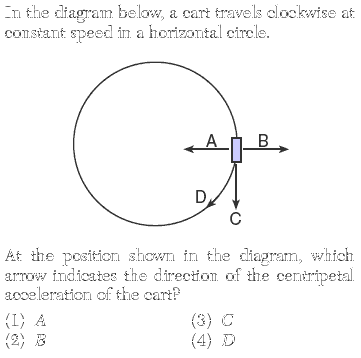 In the diagram below, a cart travels clockwise at
constant speed in a horizontal circle.
A B
D
C
At the position shown in the diagram, which
arrow indicates the direction of the centripetal
acceleration of the cart?
(1) A (3) C
(2) B (4) D